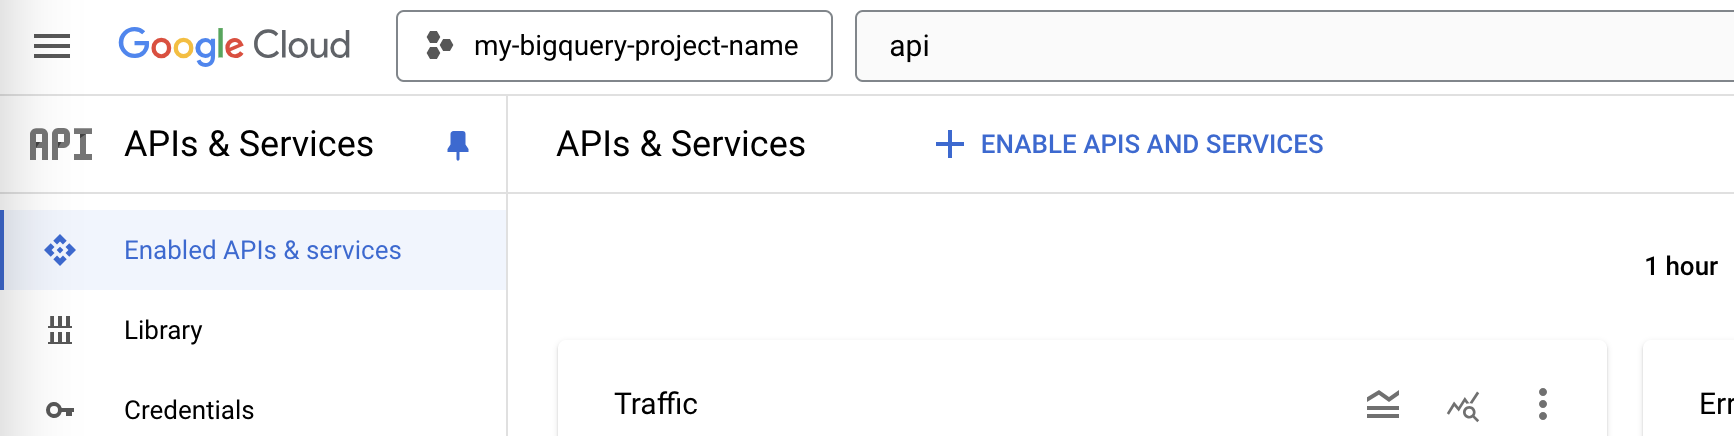 Google Cloud
my-bigquery-project-name
api
API
APIs & Services
APIs & Services
ENABLE APIS AND SERVICES
Enabled APIs & services
1 hour
Library
Traffic
Err
Credentials